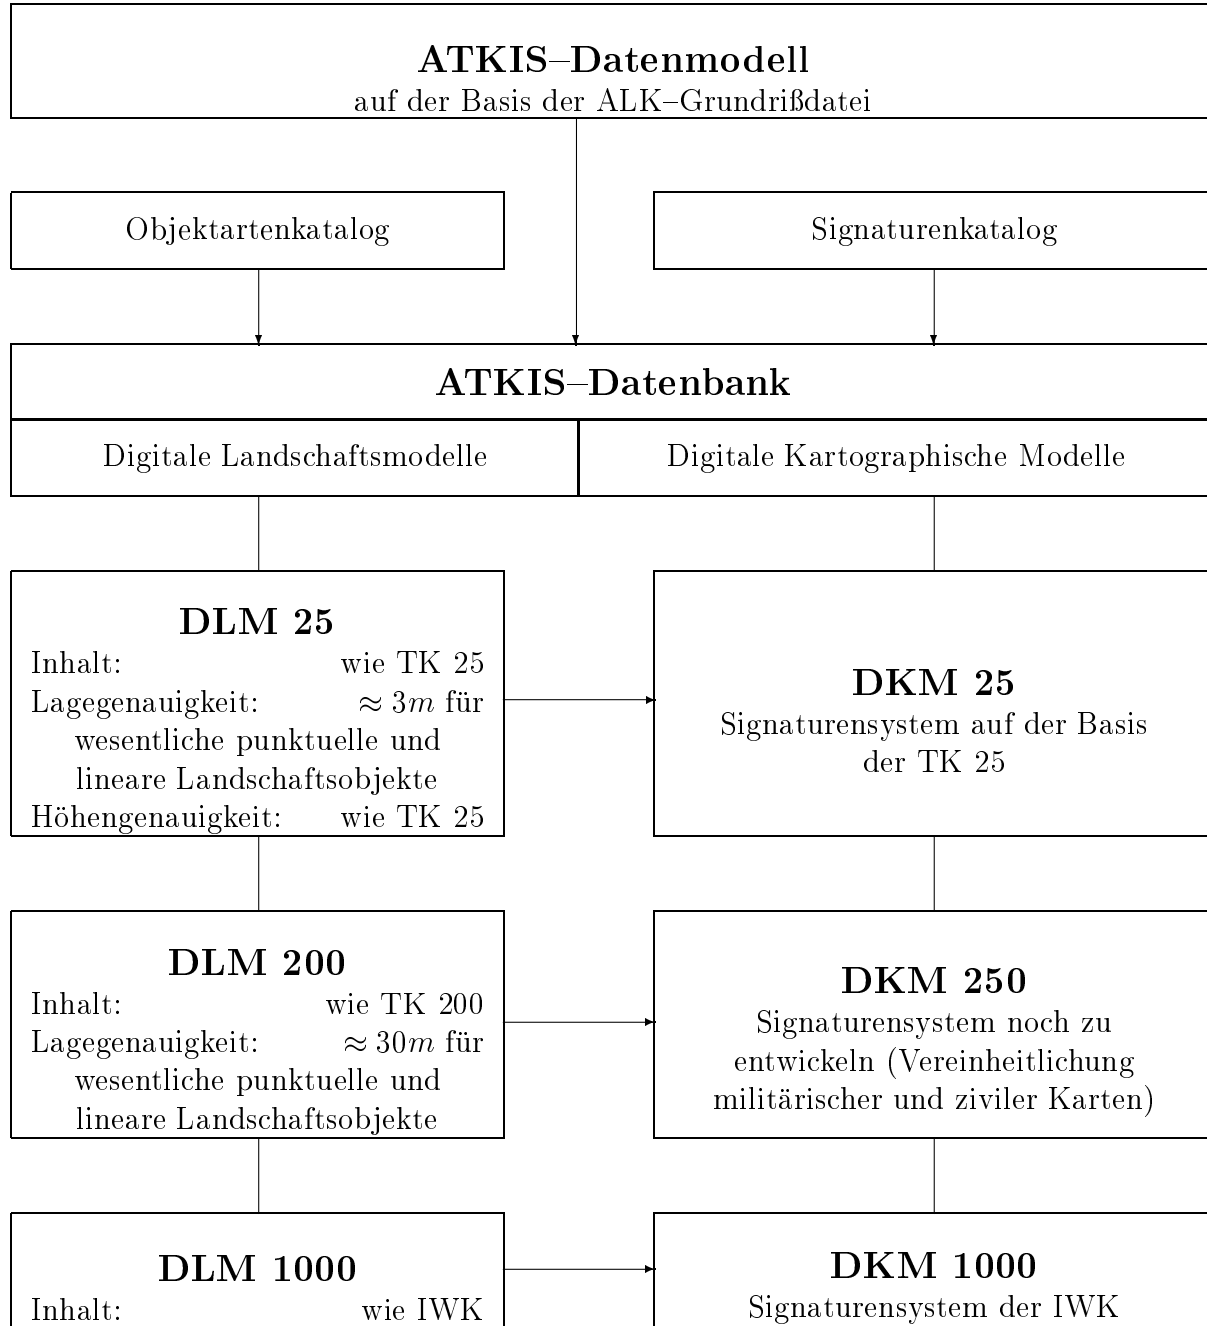 ATKIS–Datenmodell
auf der Basis der ALK–Grundrißdatei
Objektartenkatalog
Signaturenkatalog
ATKIS–Datenbank
Digitale Landschaftsmodelle
Digitale Kartographische Modelle
DLM 25
Inhalt: wie TK 25
Lagegenauigkeit: ≈ 3m für
wesentliche punktuelle und
lineare Landschaftsobjekte
Höhengenauigkeit: wie TK 25
DKM 25
Signaturensystem auf der Basis
der TK 25
DLM 200
Inhalt: wie TK 200
Lagegenauigkeit: ≈ 30m für
wesentliche punktuelle und
lineare Landschaftsobjekte
DKM 250
Signaturensystem noch zu
entwickeln (Vereinheitlichung
militärischer und ziviler Karten)
DLM 1000
Inhalt: wie IWK
DKM 1000
Signaturensystem der IWK